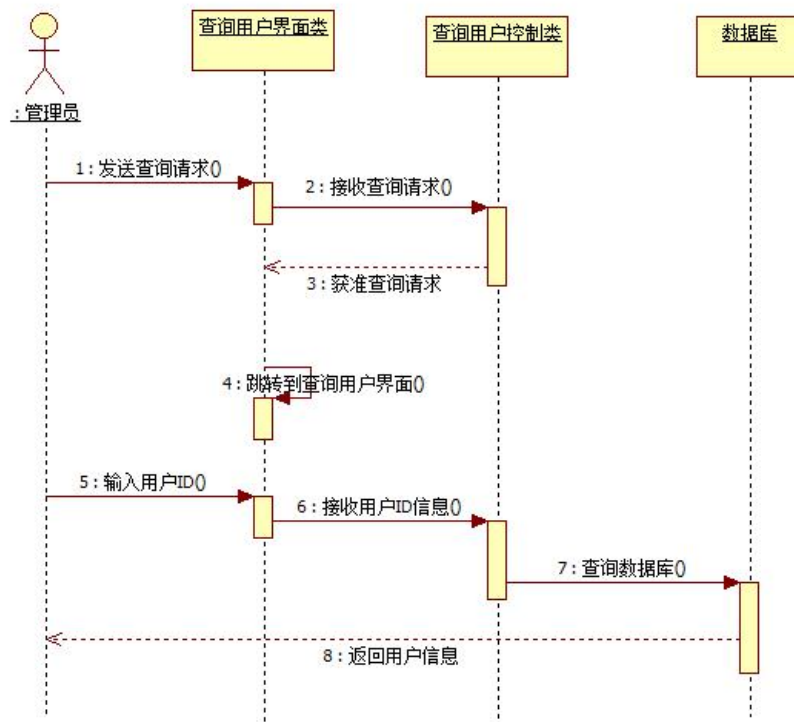 查询用户界面类
查询用户控制类
数据库
:管理员
1:发送查询请求()
2:接收查询请求()
3:获准查询请求
4:跳转到查询用户界面()
5:输入用户ID()
6:接收用户ID信息()
7:查询数据库()
8:返回用户信息